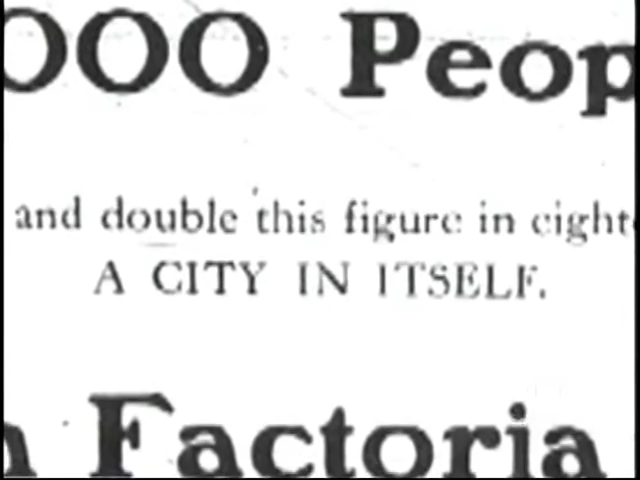 OOO Peop
and double this figure in eight
A CITY IN ITSELF.
Factoria